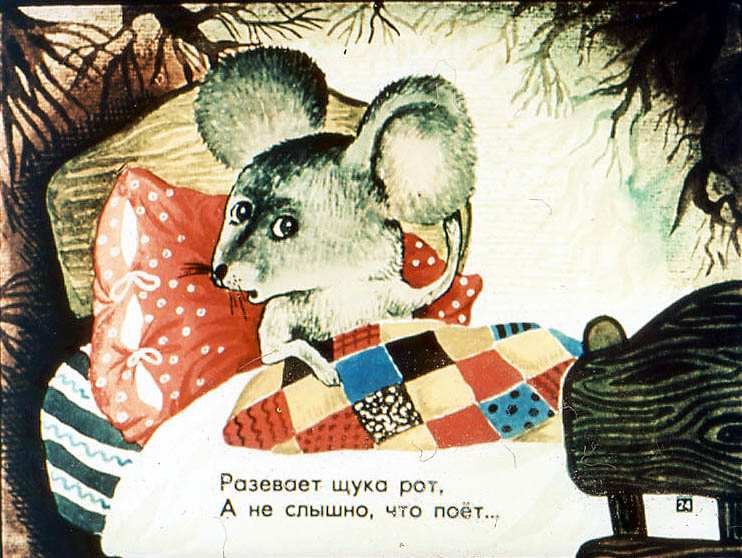 Разевает щука рот,
А не слышно, что поёт...
24